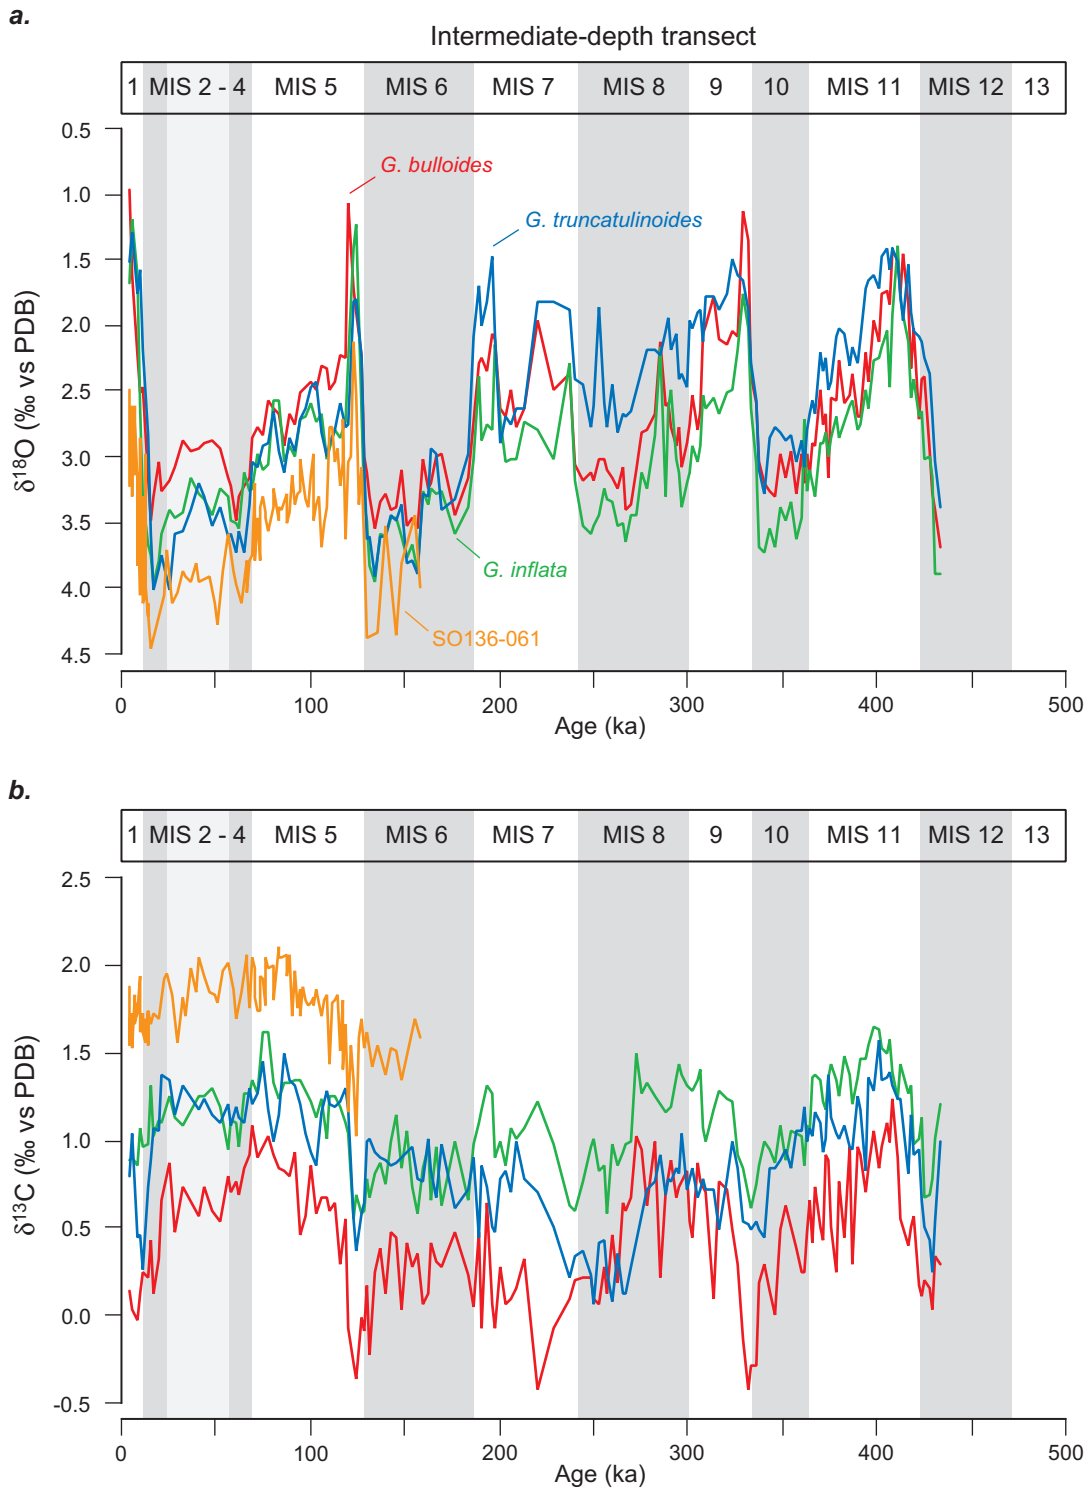 a.
Intermediate-depth transect
1 MIS 2 - 4 MIS 5 MIS 6 MIS 7 MIS 8 9 10 MIS 11 MIS 12 13
0.5
1.0
1.5
2.0
2.5
3.0
3.5
4.0
4.5
δ18O (‰ vs PDB)
G. bulloides
G. truncatulinoides
G. inflata
SO136-061
0 100 200 300 400 500
Age (ka)
b.
1 MIS 2 - 4 MIS 5 MIS 6 MIS 7 MIS 8 9 10 MIS 11 MIS 12 13
2.5
2.0
1.5
1.0
0.5
0.0
-0.5
δ13C (‰ vs PDB)
0 100 200 300 400 500
Age (ka)